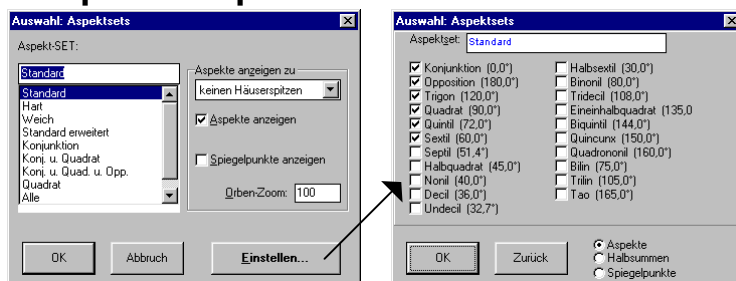 Auswahl: Aspektsets
Aspekt-SET:
Standard
Standard
Hart
Weich
Standard erweitert
Konjunktion
Konj. u. Quadrat
Konj. u. Quad. u. Opp.
Quadrat
Alle
Aspekte anzeigen zu
keinen Häuserspitzen
Aspekte anzeigen
Spiegelpunkte anzeigen
Orben-Zoom: 100
OK
Abbruch
Einstellen...
Auswahl: Aspektsets
Aspektset: Standard
Konjunktion (0,0°)
Opposition (180,0°)
Trigon (120,0°)
Quadrat (90,0°)
Quintil (72,0°)
Sextil (60,0°)
Septil (51,4°)
Halbquadrat (45,0°)
Nonil (40,0°)
Decil (36,0°)
Undecil (32,7°)
Halbsextil (30,0°)
Binonil (80,0°)
Tridecil (108,0°)
Eineinhalbquadrat (135,0
Biquintil (144,0°)
Quincunx (150,0°)
Quadrononil (160,0°)
Bilin (75,0°)
Trilin (105,0°)
Tao (165,0°)
OK
Zurück
Aspekte
Halbsummen
Spiegelpunkte